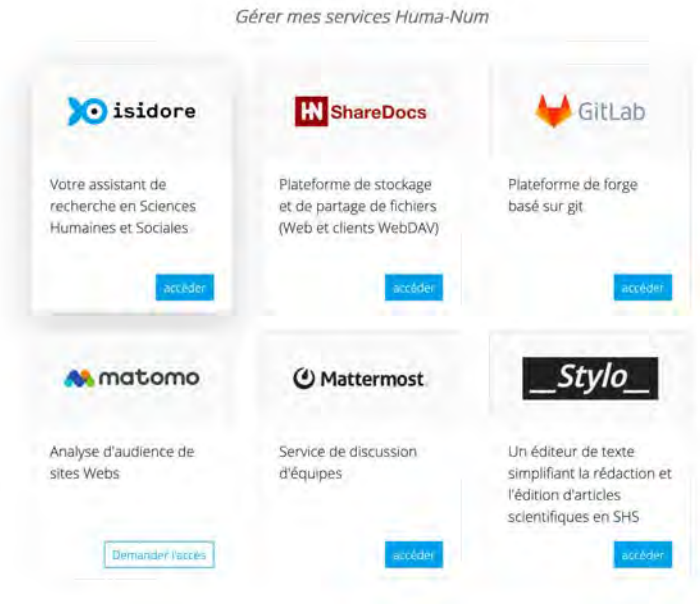 Gérer mes services Huma-Num
isidore
Votre assistant de
recherche en Sciences
Humaines et Sociales
accéder
HN ShareDocs
Plateforme de stockage
et de partage de fichiers
(Web et clients WebDAV)
accéder
GitLab
Plateforme de forge
basé sur git
accéder
matomo
Analyse d'audience de
sites Webs
Demander l'accès
Mattermost
Service de discussion
d'équipes
accéder
__Stylo__
Un éditeur de texte
simplifiant la rédaction et
l'édition d'articles
scientifiques en SHS
accéder